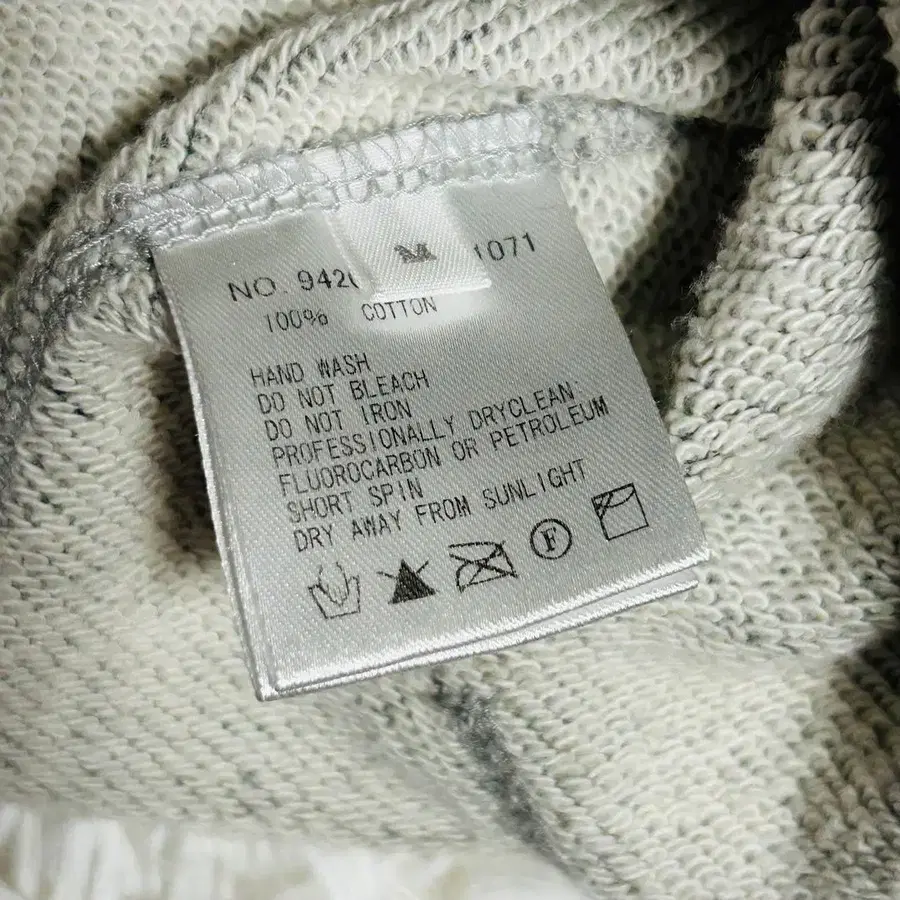 M
NO. 942 1071
100% COTTON
HAND WASH
DO NOT BLEACH
DO NOT IRON
PROFESSIONALLY DRYCLEAN:
FLUOROCARBON OR PETROLEUM
SHORT SPIN
DRY AWAY FROM SUNLIGHT
F